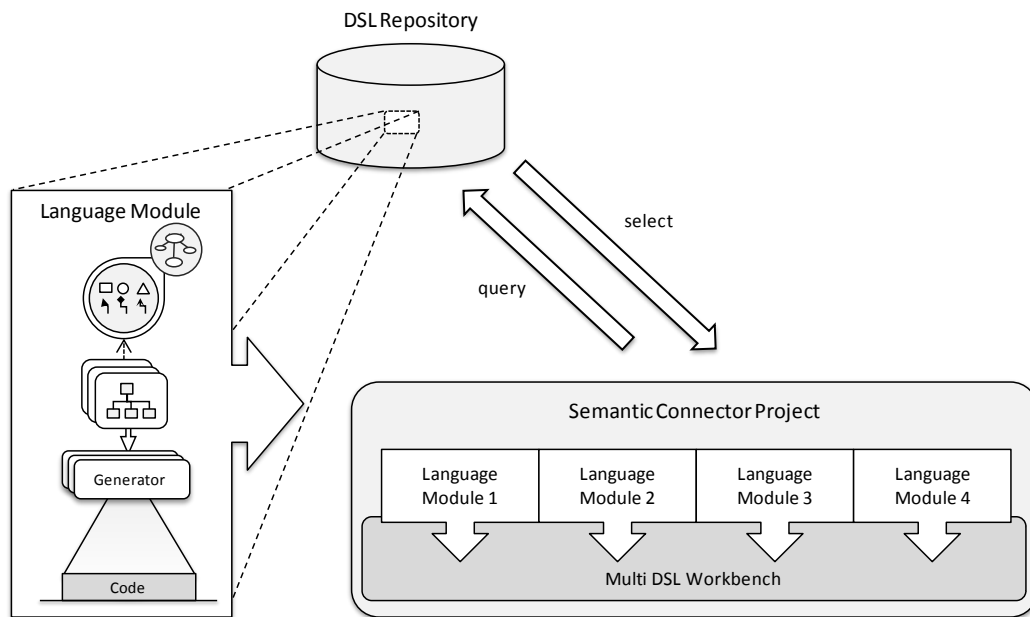 DSL Repository
Language Module
select
query
Generator
Code
Semantic Connector Project
Language
Module 1
Language
Module 2
Language
Module 3
Language
Module 4
Multi DSL Workbench